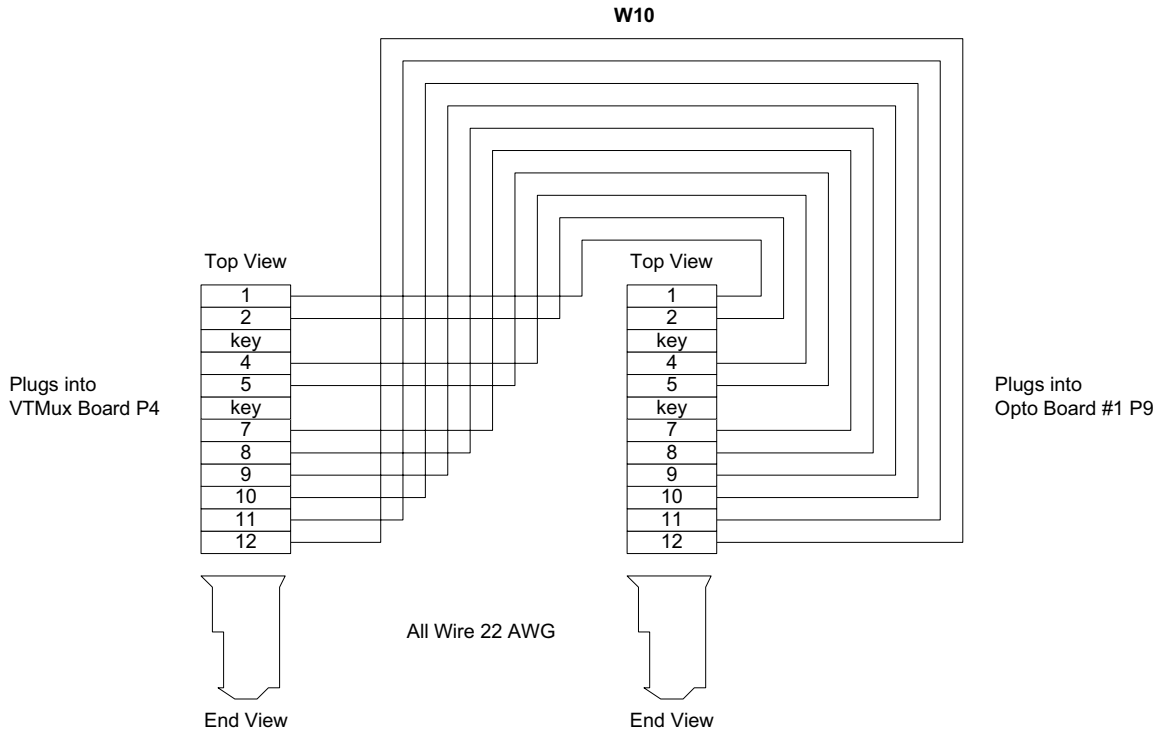 W10
Top View
Top View
1
2
key
4
5
key
7
8
9
10
11
12
1
2
key
4
5
key
7
8
9
10
11
12
Plugs into
VTMux Board P4
Plugs into
Opto Board #1 P9
All Wire 22 AWG
End View
End View